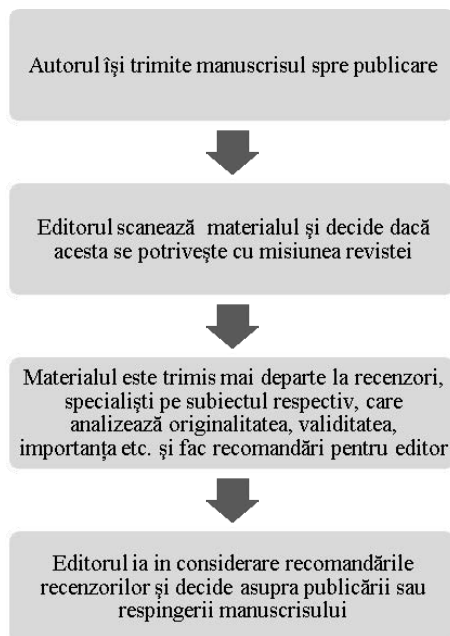 Autorul își trimite manuscrisul spre publicare
Editorul scanează  materialul și decide dacă
acesta se potrivește cu misiunea revistei
Materialul este trimis mai departe la recenzori,
specialiști pe subiectul respectiv, care
analizează originalitatea, validitatea,
importanța etc. și fac recomandări pentru editor
Editorul ia in considerare recomandările
recenzorilor și decide asupra publicării sau
respingerii manuscrisului